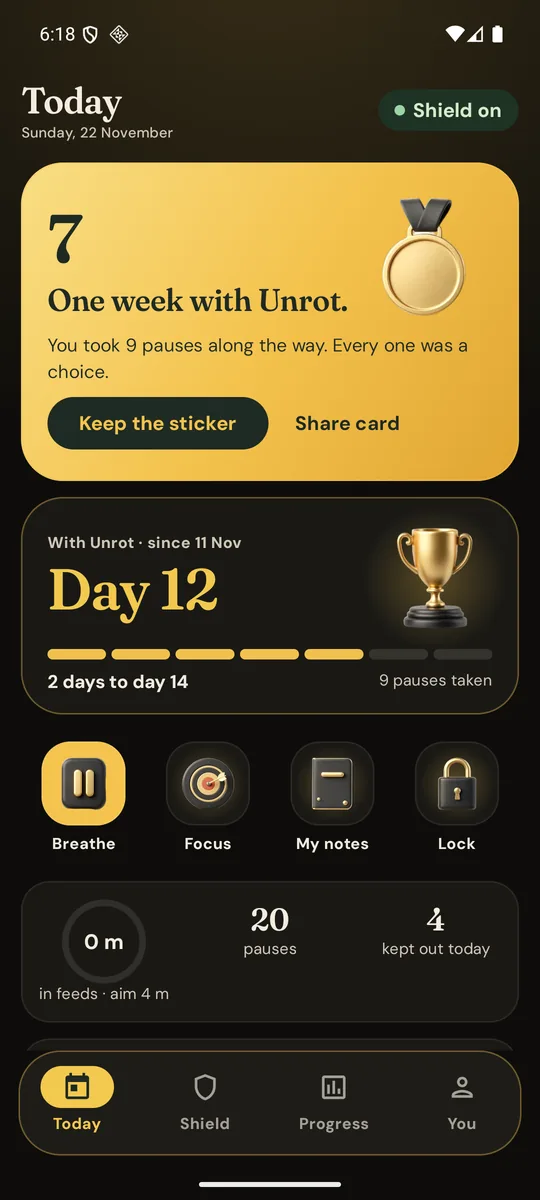 6:18
Today
Sunday, 22 November
Shield on
7
One week with Unrot.
You took 9 pauses along the way. Every one was a
choice.
Keep the sticker
Share card
With Unrot · since 11 Nov
Day 12
2 days to day 14
9 pauses taken
Breathe
Focus
My notes
Lock
0 m
in feeds · aim 4 m
20
pauses
4
kept out today
Today
Shield
Progress
You